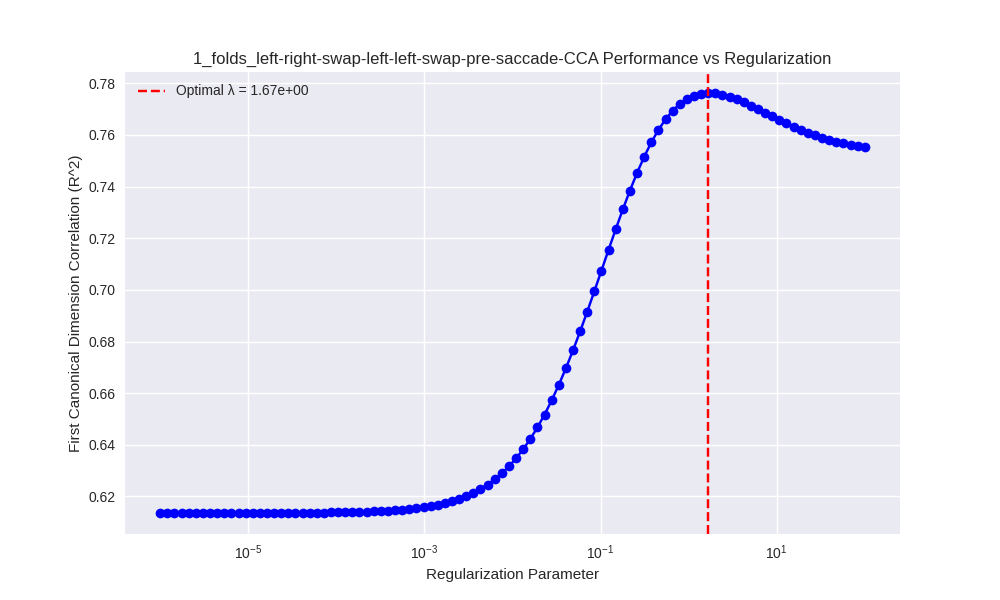 1_folds_left-right-swap-left-left-swap-pre-saccade-CCA Performance vs Regularization
Optimal λ = 1.67e+00
First Canonical Dimension Correlation (R^2)
0.78
0.76
0.74
0.72
0.70
0.68
0.66
0.64
0.62
10⁻⁵ 10⁻³ 10⁻¹ 10¹
Regularization Parameter